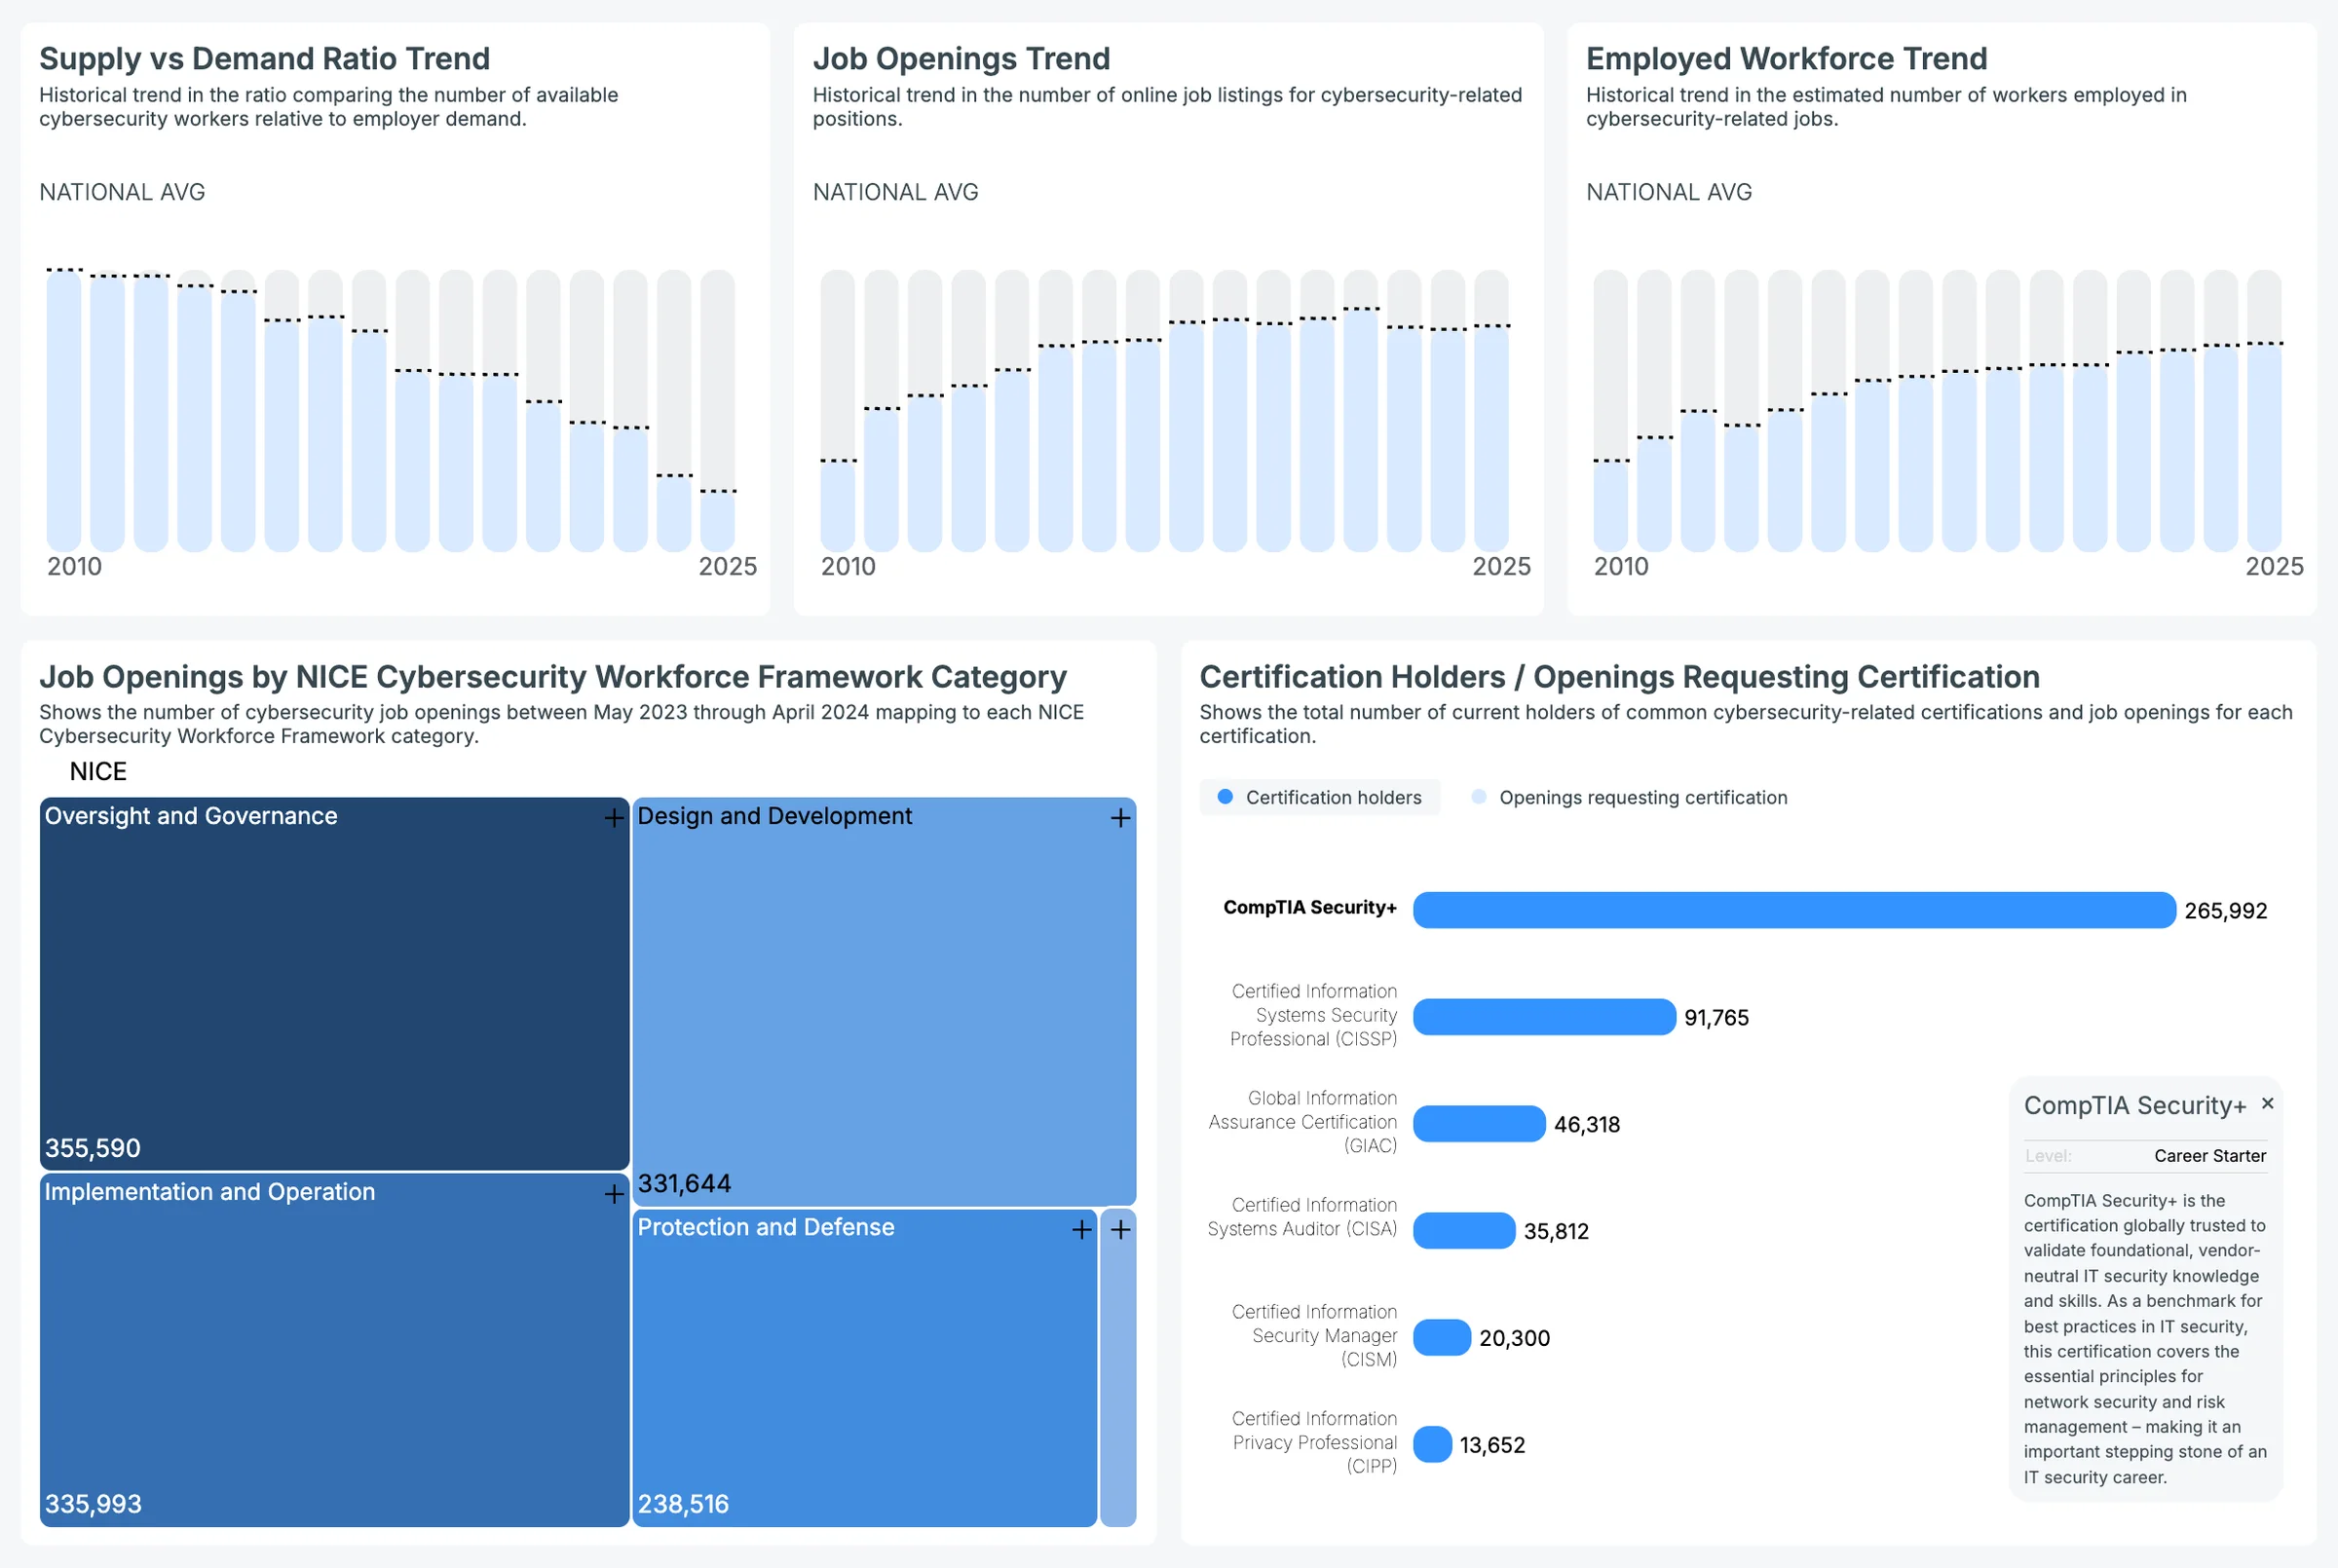 Supply vs Demand Ratio Trend
Historical trend in the ratio comparing the number of available
cybersecurity workers relative to employer demand.
NATIONAL AVG
2010
2025
Job Openings Trend
Historical trend in the number of online job listings for cybersecurity-related
positions.
NATIONAL AVG
2010
2025
Employed Workforce Trend
Historical trend in the estimated number of workers employed in
cybersecurity-related jobs.
NATIONAL AVG
2010
2025
Job Openings by NICE Cybersecurity Workforce Framework Category
Shows the number of cybersecurity job openings between May 2023 through April 2024 mapping to each NICE
Cybersecurity Workforce Framework category.
NICE
Oversight and Governance +
355,590
Design and Development +
331,644
Implementation and Operation +
335,993
Protection and Defense +
238,516
+
Certification Holders / Openings Requesting Certification
Shows the total number of current holders of common cybersecurity-related certifications and job openings for each
certification.
Certification holders
Openings requesting certification
CompTIA Security+
265,992
Certified Information
Systems Security
Professional (CISSP)
91,765
Global Information
Assurance Certification
(GIAC)
46,318
Certified Information
Systems Auditor (CISA)
35,812
Certified Information
Security Manager
(CISM)
20,300
Certified Information
Privacy Professional
(CIPP)
13,652
CompTIA Security+ ×
Level: Career Starter
CompTIA Security+ is the
certification globally trusted to
validate foundational, vendor-
neutral IT security knowledge
and skills. As a benchmark for
best practices in IT security,
this certification covers the
essential principles for
network security and risk
management – making it an
important stepping stone of an
IT security career.